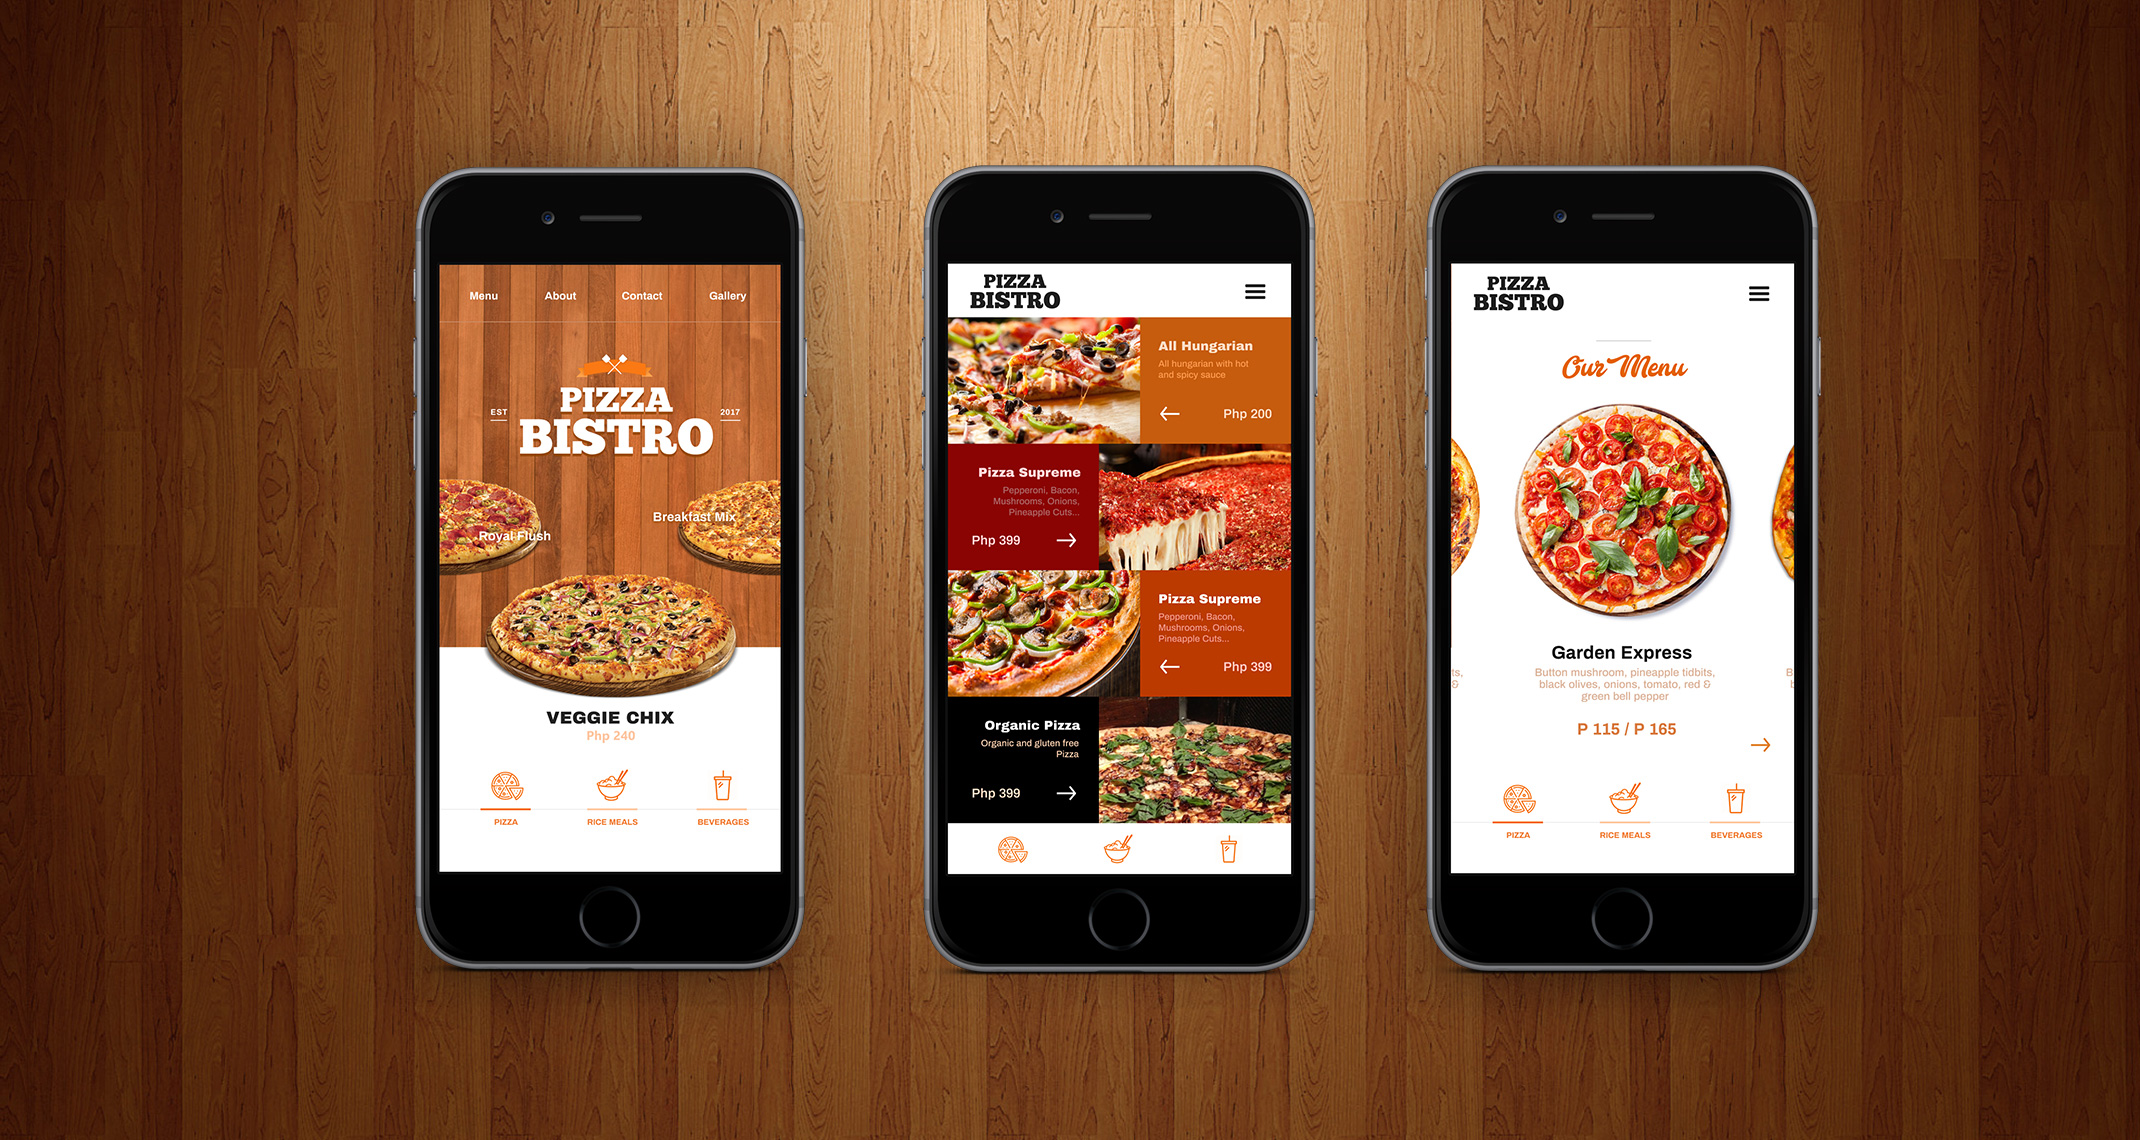 Menu About Contact Gallery
EST
PIZZA
BISTRO
2017
Breakfast Mix
Royal Flush
VEGGIE CHIX
Php 240
PIZZA RICE MEALS BEVERAGES
PIZZA
BISTRO
All Hungarian
All hungarian with hot
and spicy sauce
Php 200
Pizza Supreme
Pepperoni, Bacon,
Mushrooms, Onions,
Pineapple Cuts...
Php 399
Pizza Supreme
Pepperoni, Bacon,
Mushrooms, Onions,
Pineapple Cuts...
Php 399
Organic Pizza
Organic and gluten free
Pizza
Php 399
PIZZA
BISTRO
Our Menu
Garden Express
ts, Button mushroom, pineapple tidbits, B
& black olives, onions, tomato, red &
green bell pepper
P 115 / P 165
PIZZA RICE MEALS BEVERAGES